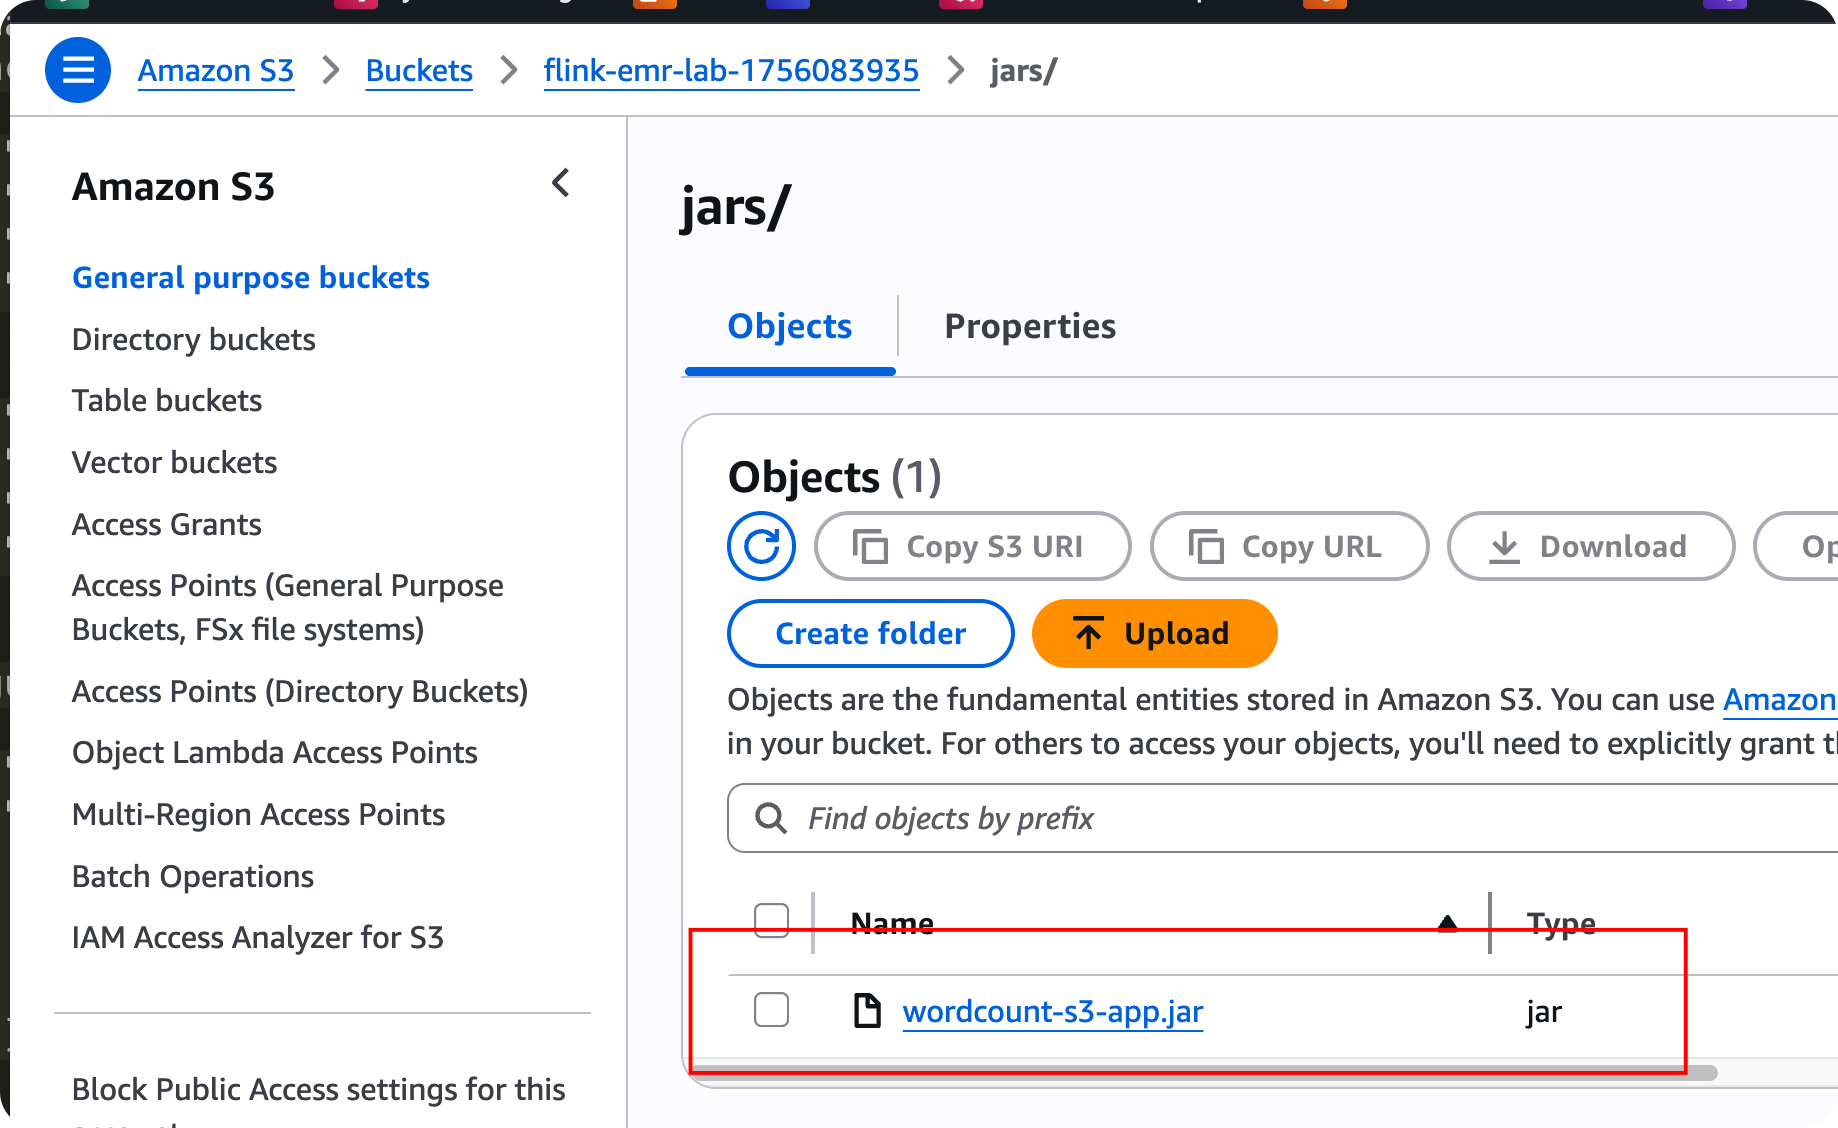 Amazon S3 > Buckets > flink-emr-lab-1756083935 > jars/
Amazon S3
General purpose buckets
Directory buckets
Table buckets
Vector buckets
Access Grants
Access Points (General Purpose
Buckets, FSx file systems)
Access Points (Directory Buckets)
Object Lambda Access Points
Multi-Region Access Points
Batch Operations
IAM Access Analyzer for S3
Block Public Access settings for this
jars/
Objects
Properties
Objects (1)
Copy S3 URI
Copy URL
Download
Op
Create folder
Upload
Objects are the fundamental entities stored in Amazon S3. You can use Amazon
in your bucket. For others to access your objects, you'll need to explicitly grant th
Find objects by prefix
Name
Type
wordcount-s3-app.jar
jar